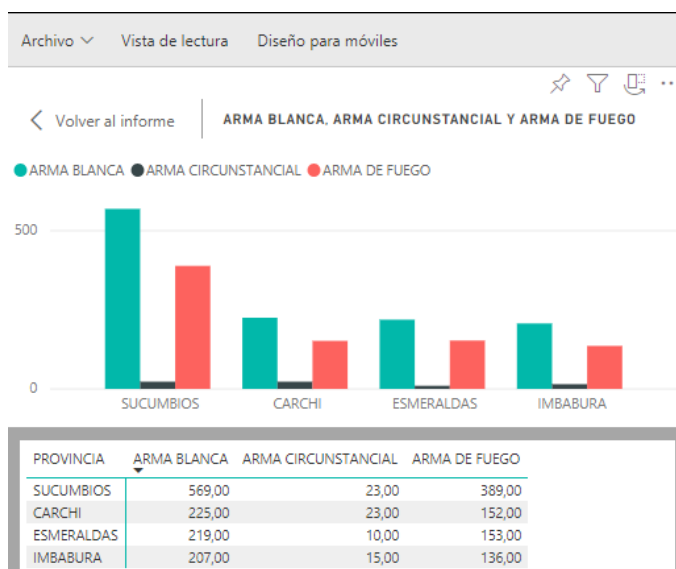 Archivo Vista de lectura Diseño para móviles
Volver al informe ARMA BLANCA, ARMA CIRCUNSTANCIAL Y ARMA DE FUEGO
ARMA BLANCA ARMA CIRCUNSTANCIAL ARMA DE FUEGO
500
0
SUCUMBIOS CARCHI ESMERALDAS IMBABURA
PROVINCIA ARMA BLANCA ARMA CIRCUNSTANCIAL ARMA DE FUEGO
SUCUMBIOS 569,00 23,00 389,00
CARCHI 225,00 23,00 152,00
ESMERALDAS 219,00 10,00 153,00
IMBABURA 207,00 15,00 136,00